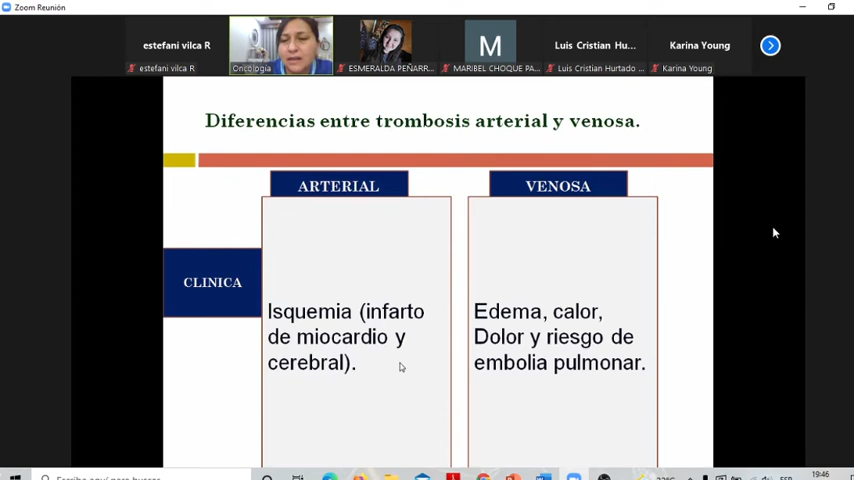 Zoom Reunión
estefani vilca R
M
Luis Cristian Hu...
Karina Young
estefani vilca R
Oncología
ESMERALDA PEÑARR...
MARIBEL CHOQUE PA...
Luis Cristian Hurtado ...
Karina Young
Diferencias entre trombosis arterial y venosa.
ARTERIAL
VENOSA
CLINICA
Isquemia (infarto
de miocardio y
cerebral).
Edema, calor,
Dolor y riesgo de
embolia pulmonar.
19:46